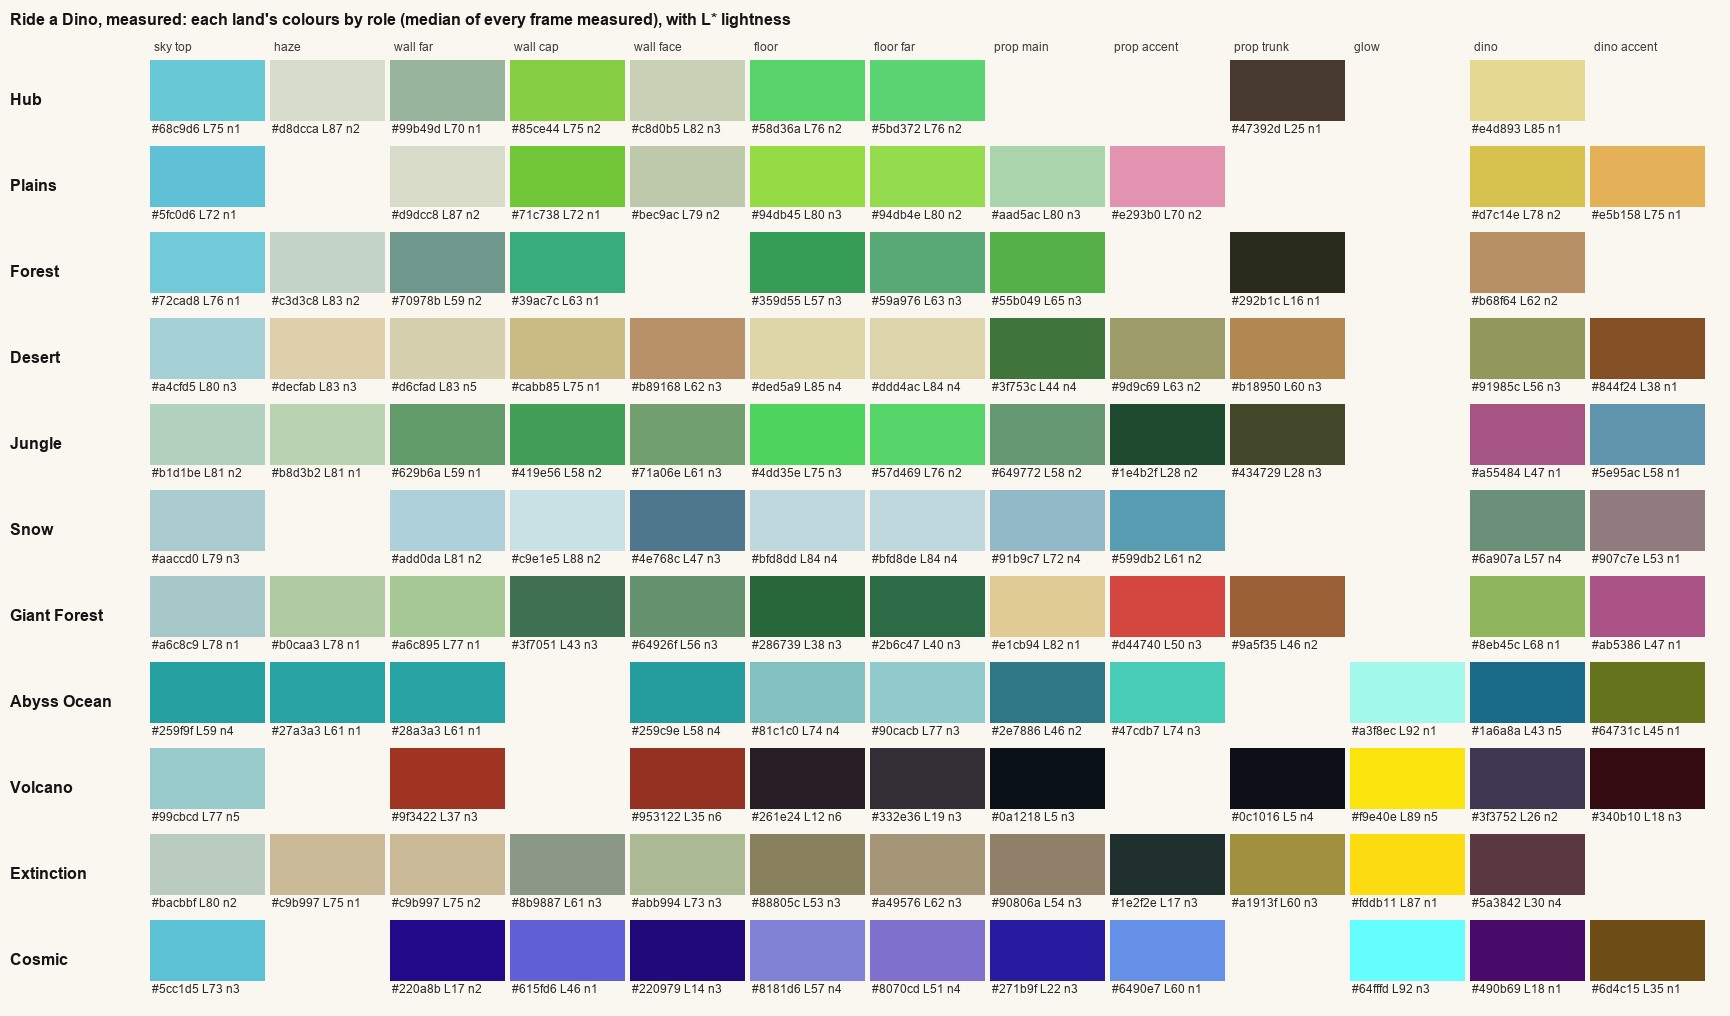 Ride a Dino, measured: each land's colours by role (median of every frame measured), with L* lightness
sky top haze wall far wall cap wall face floor floor far prop main prop accent prop trunk glow dino dino accent
Hub
#68c9d6 L75 n1 #d8dcca L87 n2 #99b49d L70 n1 #85ce44 L75 n2 #c8d0b5 L82 n3 #58d36a L76 n2 #5bd372 L76 n2 #47392d L25 n1 #e4d893 L85 n1
Plains
#5fc0d6 L72 n1 #d9dcc8 L87 n2 #71c738 L72 n1 #bec9ac L79 n2 #94db45 L80 n3 #94db4e L80 n2 #aad5ac L80 n3 #e293b0 L70 n2 #d7c14e L78 n2 #e5b158 L75 n1
Forest
#72cad8 L76 n1 #c3d3c8 L83 n2 #70978b L59 n2 #39ac7c L63 n1 #359d55 L57 n3 #59a976 L63 n3 #55b049 L65 n3 #292b1c L16 n1 #b68f64 L62 n2
Desert
#a4cfd5 L80 n3 #decfab L83 n3 #d6cfad L83 n5 #cabb85 L75 n1 #b89168 L62 n3 #ded5a9 L85 n4 #ddd4ac L84 n4 #3f753c L44 n4 #9d9c69 L63 n2 #b18950 L60 n3 #91985c L56 n3 #844f24 L38 n1
Jungle
#b1d1be L81 n2 #b8d3b2 L81 n1 #629b6a L59 n1 #419e56 L58 n2 #71a06e L61 n3 #4dd35e L75 n3 #57d469 L76 n2 #649772 L58 n2 #1e4b2f L28 n2 #434729 L28 n3 #a55484 L47 n1 #5e95ac L58 n1
Snow
#aaccd0 L79 n3 #add0da L81 n2 #c9e1e5 L88 n2 #4e768c L47 n3 #bfd8dd L84 n4 #bfd8de L84 n4 #91b9c7 L72 n4 #599db2 L61 n2 #6a907a L57 n4 #907c7e L53 n1
Giant Forest
#a6c8c9 L78 n1 #b0caa3 L78 n1 #a6c895 L77 n1 #3f7051 L43 n3 #64926f L56 n3 #286739 L38 n3 #2b6c47 L40 n3 #e1cb94 L82 n1 #d44740 L50 n3 #9a5f35 L46 n2 #8eb45c L68 n1 #ab5386 L47 n1
Abyss Ocean
#259f9f L59 n4 #27a3a3 L61 n1 #28a3a3 L61 n1 #259c9e L58 n4 #81c1c0 L74 n4 #90cacb L77 n3 #2e7886 L46 n2 #47cdb7 L74 n3 #a3f8ec L92 n1 #1a6a8a L43 n5 #64731c L45 n1
Volcano
#99cbcd L77 n5 #9f3422 L37 n3 #953122 L35 n6 #261e24 L12 n6 #332e36 L19 n3 #0a1218 L5 n3 #0c1016 L5 n4 #f9e40e L89 n5 #3f3752 L26 n2 #340b10 L18 n3
Extinction
#bacbbf L80 n2 #c9b997 L75 n1 #c9b997 L75 n2 #8b9887 L61 n3 #abb994 L73 n3 #88805c L53 n3 #a49576 L62 n3 #90806a L54 n3 #1e2f2e L17 n3 #a1913f L60 n3 #fddb11 L87 n1 #5a3842 L30 n4
Cosmic
#5cc1d5 L73 n3 #220a8b L17 n2 #615fd6 L46 n1 #220979 L14 n3 #8181d6 L57 n4 #8070cd L51 n4 #271b9f L22 n3 #6490e7 L60 n1 #64fffd L92 n3 #490b69 L18 n1 #6d4c15 L35 n1